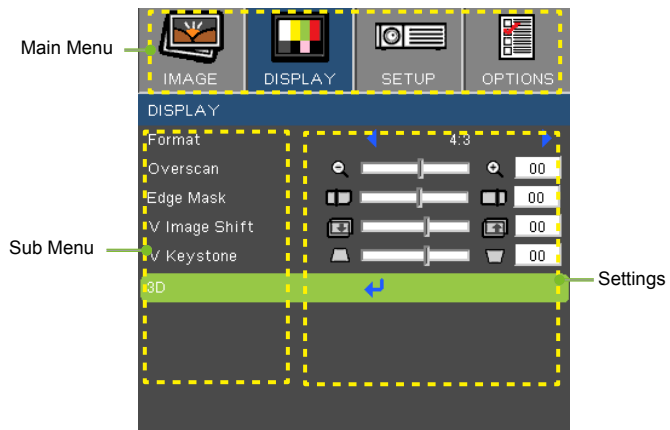 Main Menu
IMAGE DISPLAY SETUP OPTIONS
DISPLAY
Format 4:3
Overscan 00
Edge Mask 00
V Image Shift 00
Sub Menu
V Keystone 00
3D
Settings